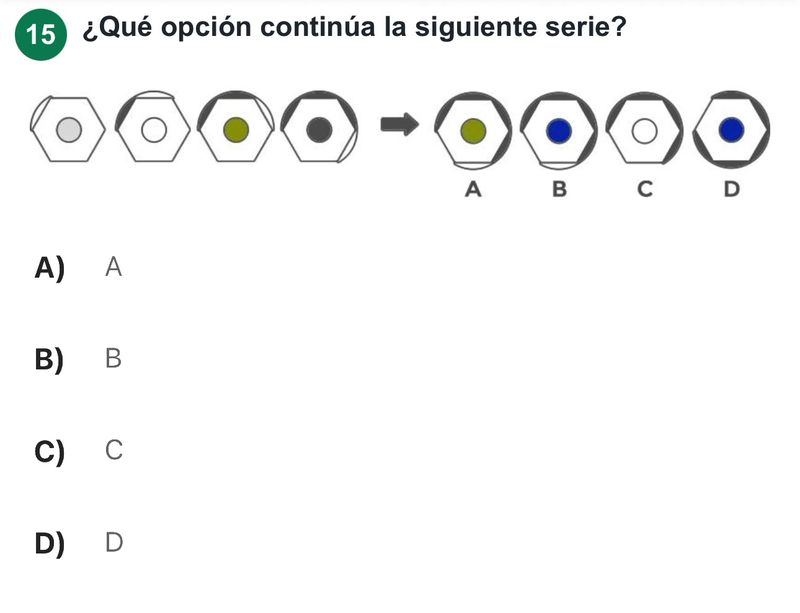 15 ¿Qué opción continúa la siguiente serie?
A B C D
A) A
B) B
C) C
D) D